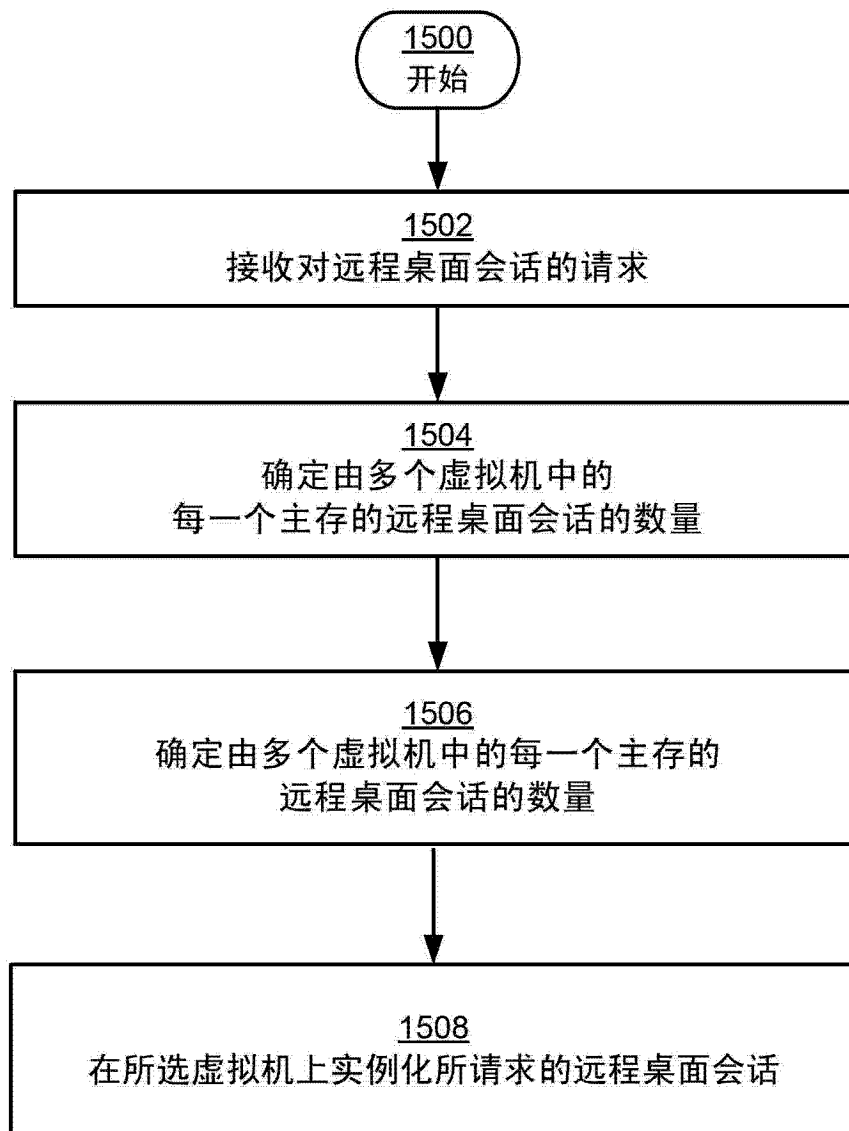 1500
开始
1502
接收对远程桌面会话的请求
1504
确定由多个虚拟机中的
每一个主存的远程桌面会话的数量
1506
确定由多个虚拟机中的每一个主存的
远程桌面会话的数量
1508
在所选虚拟机上实例化所请求的远程桌面会话